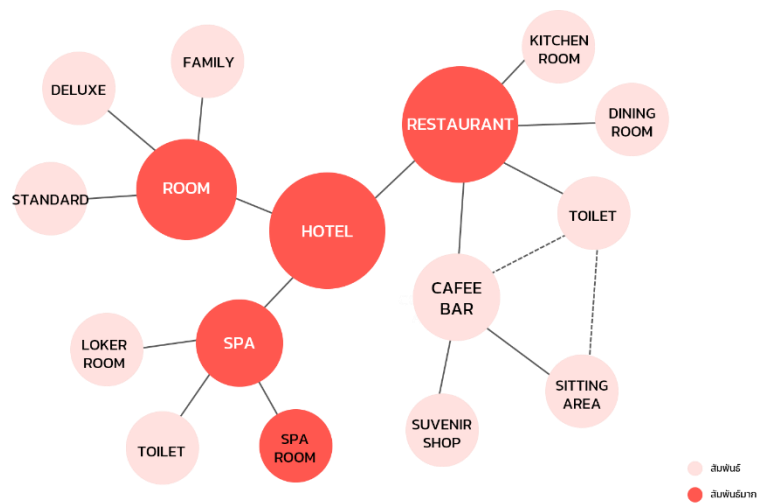 KITCHEN
ROOM
FAMILY
DELUXE
RESTAURANT
DINING
ROOM
ROOM
STANDARD
TOILET
HOTEL
CAFEE
BAR
LOKER
ROOM
SPA
SITTING
AREA
SUVENIR
SHOP
TOILET
SPA
ROOM
สัมพันธ์
สัมพันธ์มาก